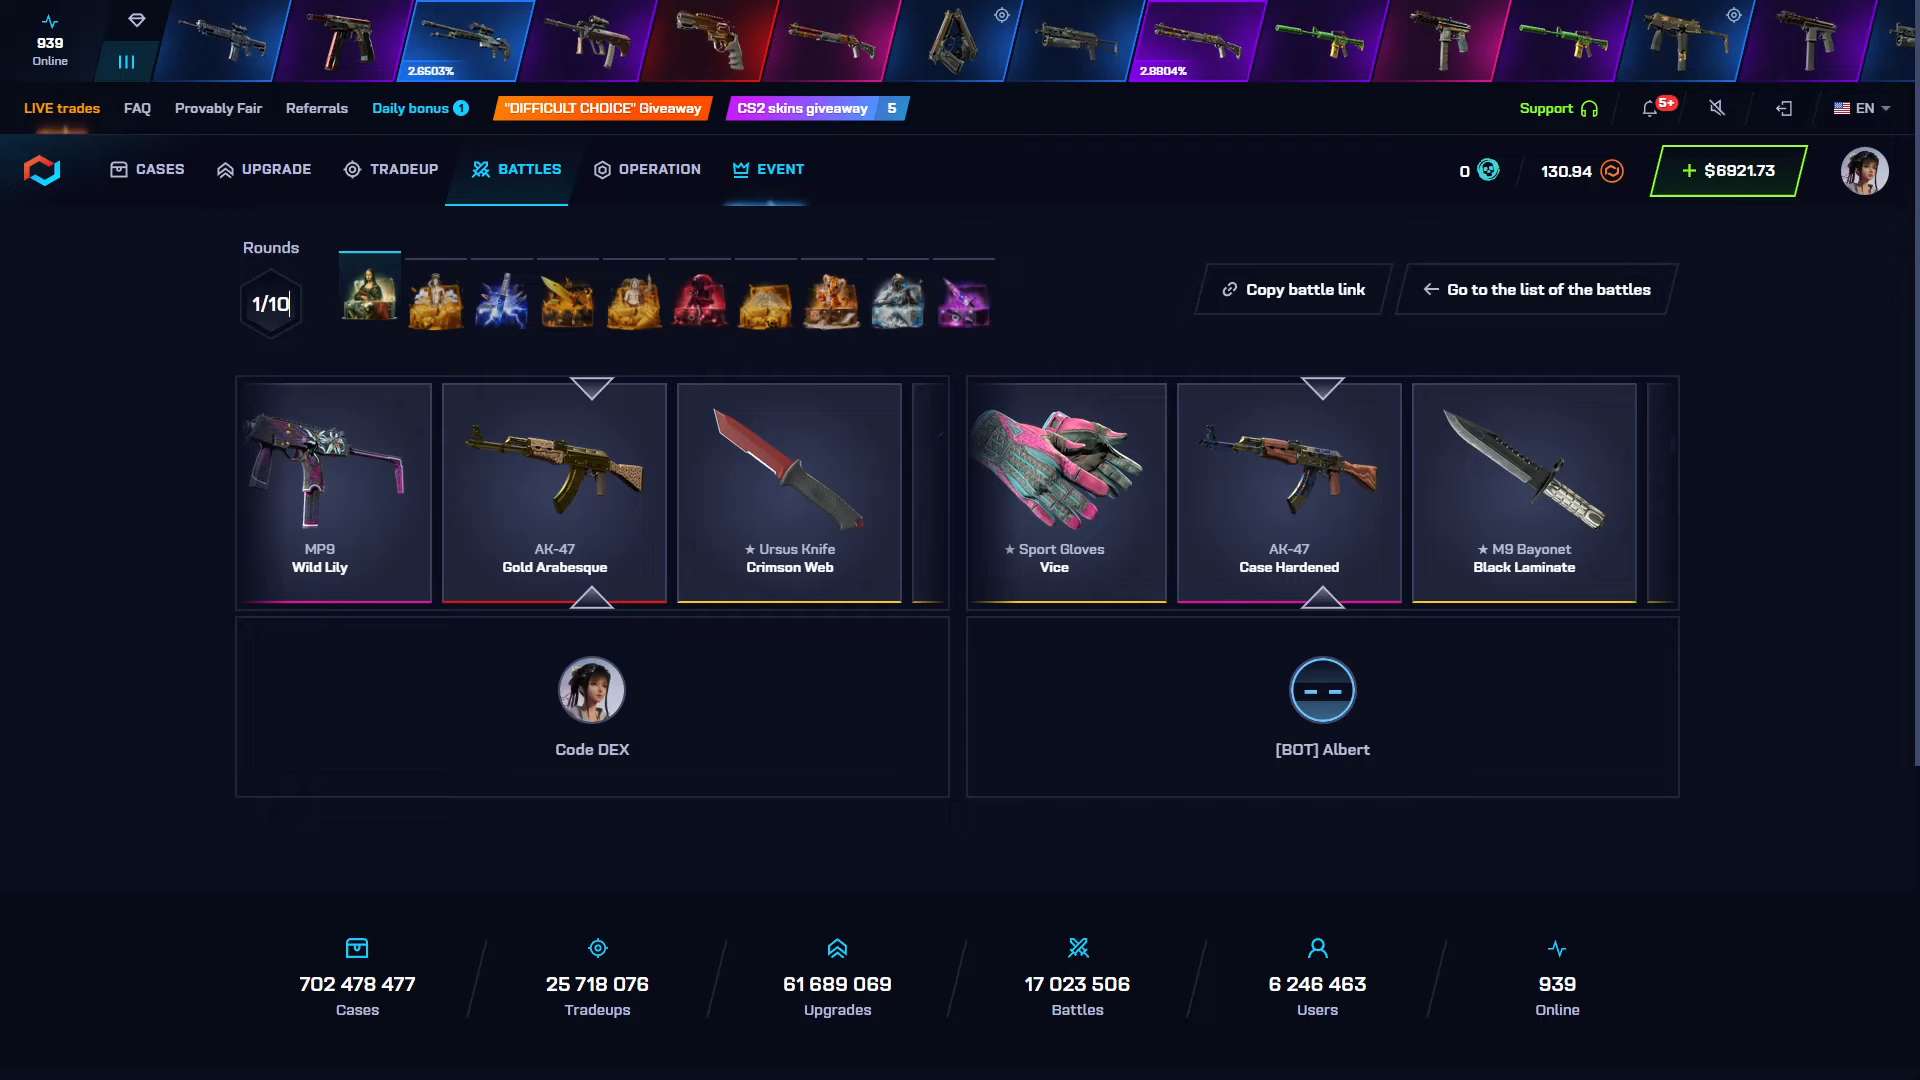 939
Online
2.6503%
2.8804%
LIVE trades
FAQ
Provably Fair
Referrals
Daily bonus 1
"DIFFICULT CHOICE" Giveaway
CS2 skins giveaway 5
Support
5+
EN
CASES
UPGRADE
TRADEUP
BATTLES
OPERATION
EVENT
0
130.94
+ $6921.73
Rounds
1/10
Copy battle link
Go to the list of the battles
MP9
Wild Lily
AK-47
Gold Arabesque
★ Ursus Knife
Crimson Web
★ Sport Gloves
Vice
AK-47
Case Hardened
★ M9 Bayonet
Black Laminate
Code DEX
[BOT] Albert
702 478 477
Cases
25 718 076
Tradeups
61 689 069
Upgrades
17 023 506
Battles
6 246 463
Users
939
Online